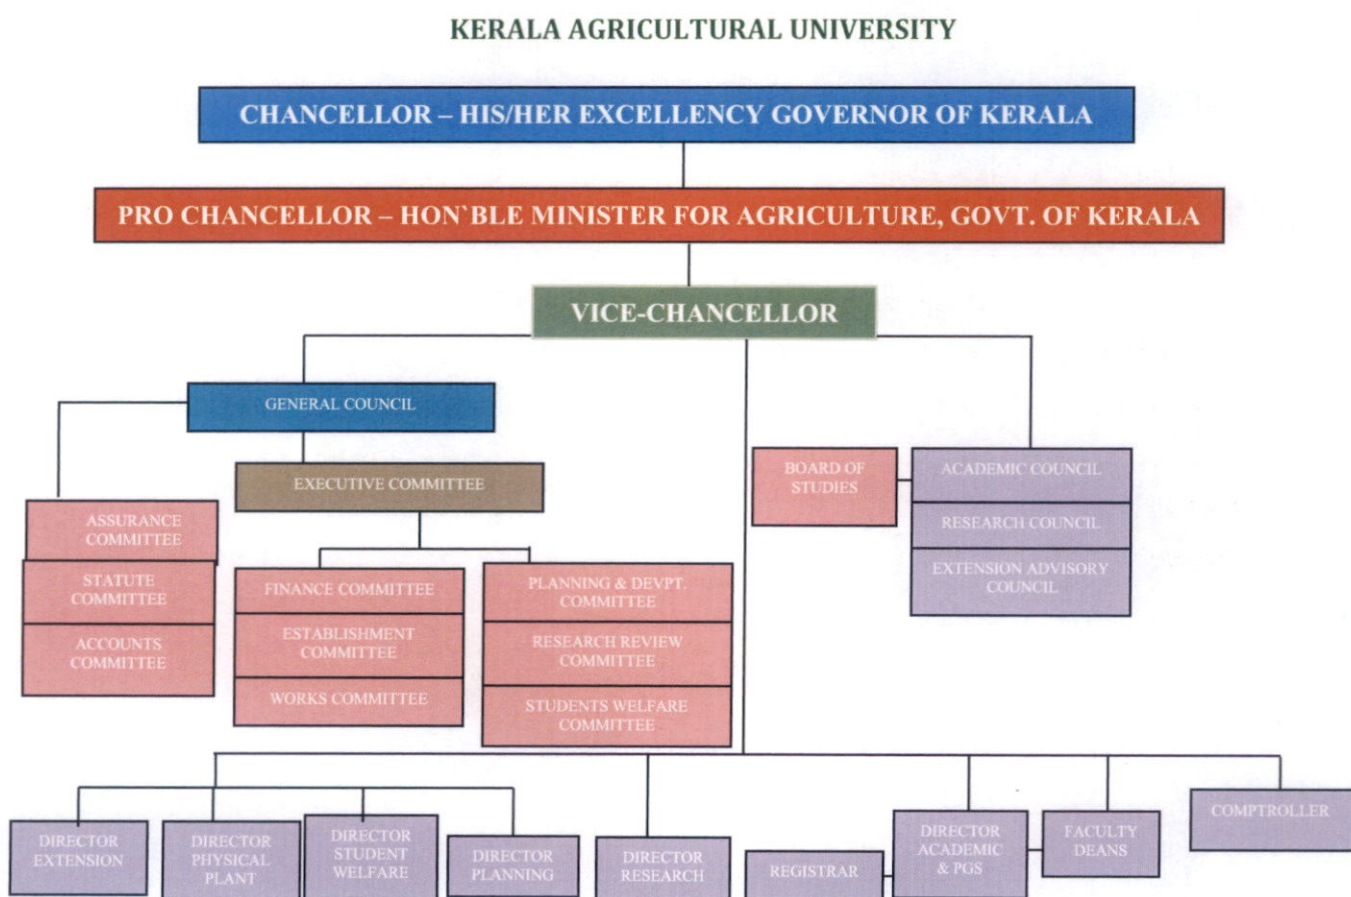 KERALA AGRICULTURAL UNIVERSITY
CHANCELLOR – HIS/HER EXCELLENCY GOVERNOR OF KERALA
PRO CHANCELLOR – HON`BLE MINISTER FOR AGRICULTURE, GOVT. OF KERALA
VICE-CHANCELLOR
GENERAL COUNCIL
EXECUTIVE COMMITTEE
ASSURANCE
COMMITTEE
STATUTE
COMMITTEE
ACCOUNTS
COMMITTEE
FINANCE COMMITTEE
ESTABLISHMENT
COMMITTEE
WORKS COMMITTEE
PLANNING & DEVPT.
COMMITTEE
RESEARCH REVIEW
COMMITTEE
STUDENTS WELFARE
COMMITTEE
BOARD OF
STUDIES
ACADEMIC COUNCIL
RESEARCH COUNCIL
EXTENSION ADVISORY
COUNCIL
DIRECTOR
EXTENSION
DIRECTOR
PHYSICAL
PLANT
DIRECTOR
STUDENT
WELFARE
DIRECTOR
PLANNING
DIRECTOR
RESEARCH
REGISTRAR
DIRECTOR
ACADEMIC
& PGS
FACULTY
DEANS
COMPTROLLER